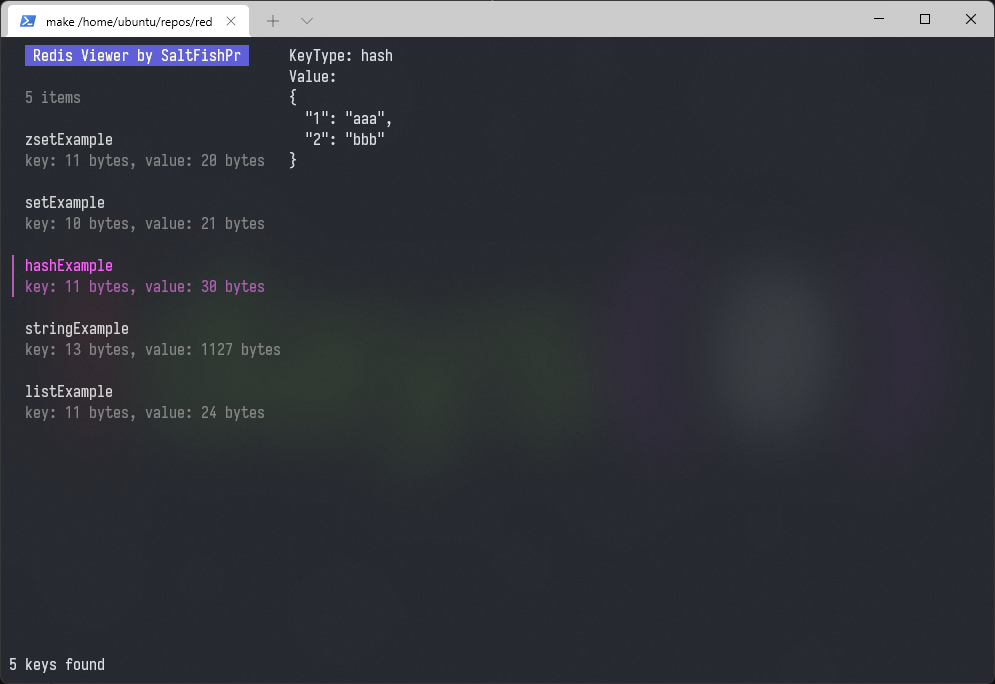 make /home/ubuntu/repos/red
Redis Viewer by SaltFishPr
5 items
zsetExample
key: 11 bytes, value: 20 bytes
setExample
key: 10 bytes, value: 21 bytes
hashExample
key: 11 bytes, value: 30 bytes
stringExample
key: 13 bytes, value: 1127 bytes
listExample
key: 11 bytes, value: 24 bytes
KeyType: hash
Value:
{
  "1": "aaa",
  "2": "bbb"
}
5 keys found